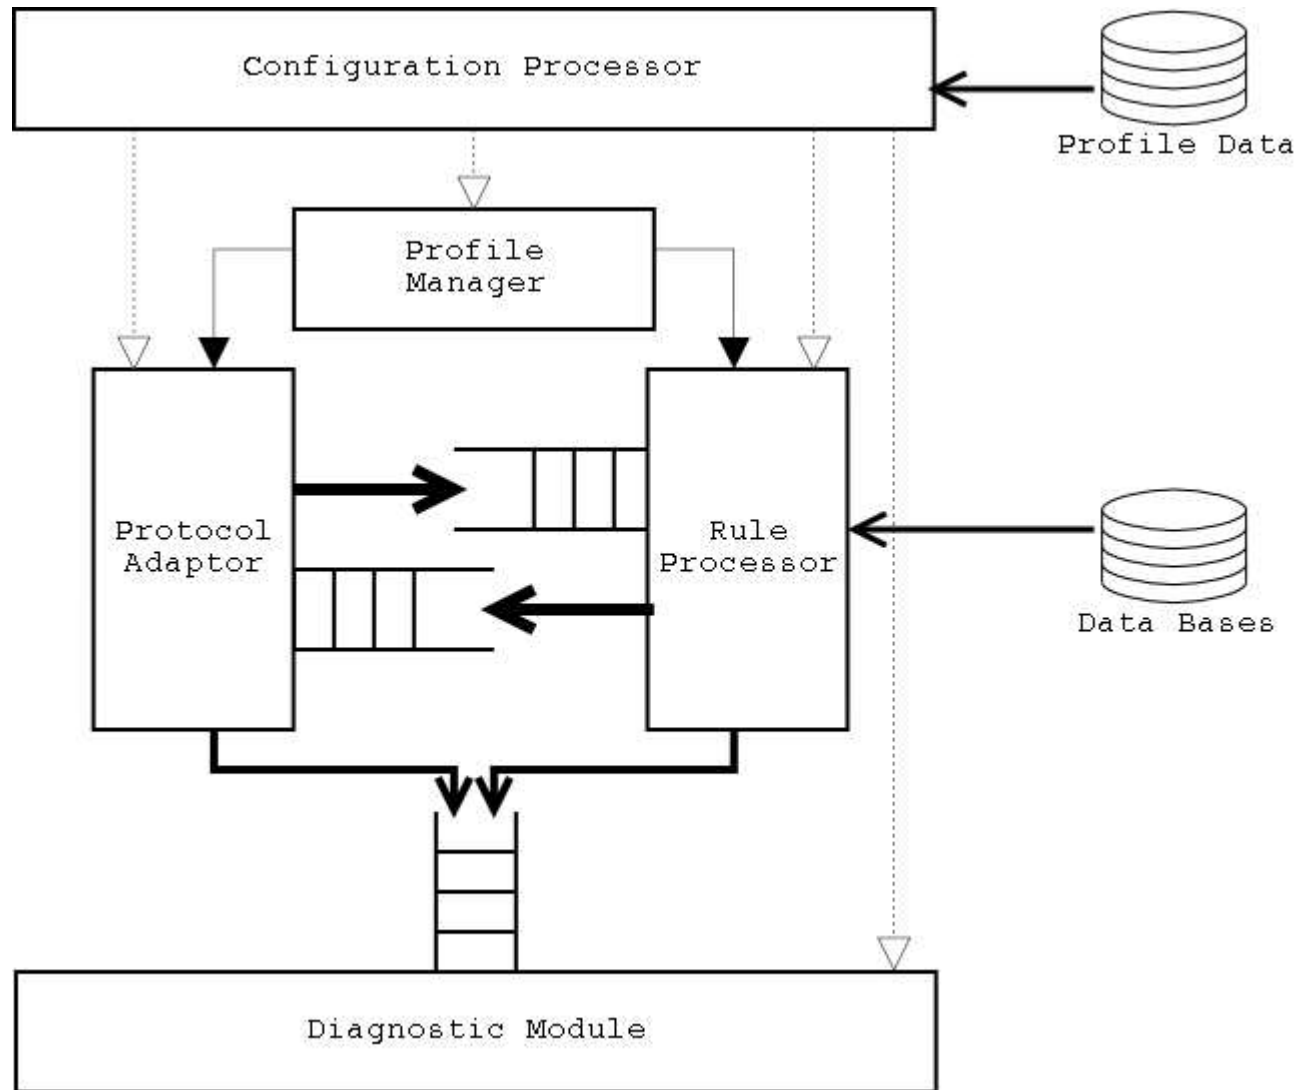 Configuration Processor
Profile Data
Profile
Manager
Protocol
Adaptor
Rule
Processor
Data Bases
Diagnostic Module